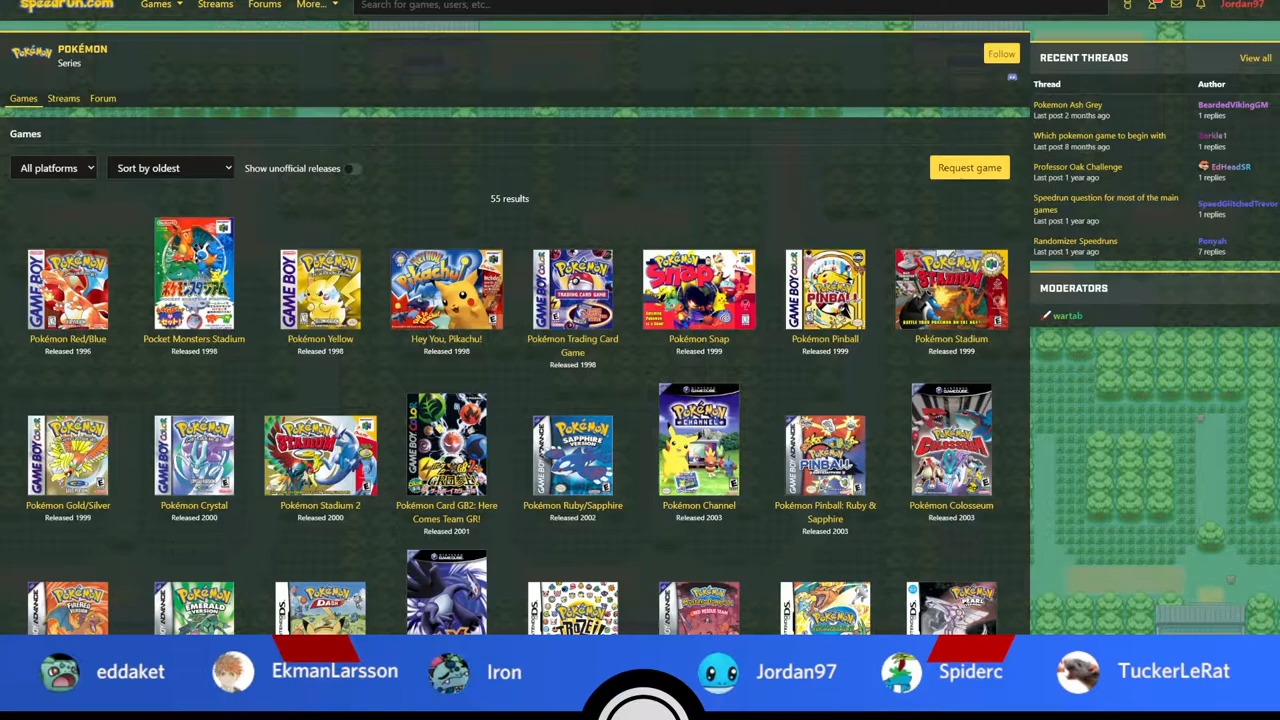 speedrun.com Games Streams Forums More... Search for games, users, etc. Jordan97
POKÉMON
Series
Follow
Games Streams Forum
Games
All platforms Sort by oldest Show unofficial releases Request game
55 results
Pokémon Red/Blue
Released 1996
Pocket Monsters Stadium
Released 1998
Pokémon Yellow
Released 1998
Hey You, Pikachu!
Released 1998
Pokémon Trading Card
Game
Released 1998
Pokémon Snap
Released 1999
Pokémon Pinball
Released 1999
Pokémon Stadium
Released 1999
Pokémon Gold/Silver
Released 1999
Pokémon Crystal
Released 2000
Pokémon Stadium 2
Released 2000
Pokémon Card GB2: Here
Comes Team GR!
Released 2001
Pokémon Ruby/Sapphire
Released 2002
Pokémon Channel
Released 2003
Pokémon Pinball: Ruby &
Sapphire
Released 2003
Pokémon Colosseum
Released 2003
RECENT THREADS View all
Thread Author
Pokemon Ash Grey BeardedVikingGM
Last post 2 months ago 1 replies
Which pokemon game to begin with
Last post 8 months ago 1 replies
Professor Oak Challenge EdHeadSR
Last post 1 year ago 1 replies
Speedrun question for most of the main
games SpeedGlitchedTrevor
Last post 1 year ago 1 replies
Randomizer Speedruns Ponyah
Last post 1 year ago 7 replies
MODERATORS
wartab
eddaket EkmanLarsson Iron Jordan97 Spiderc TuckerLeRat